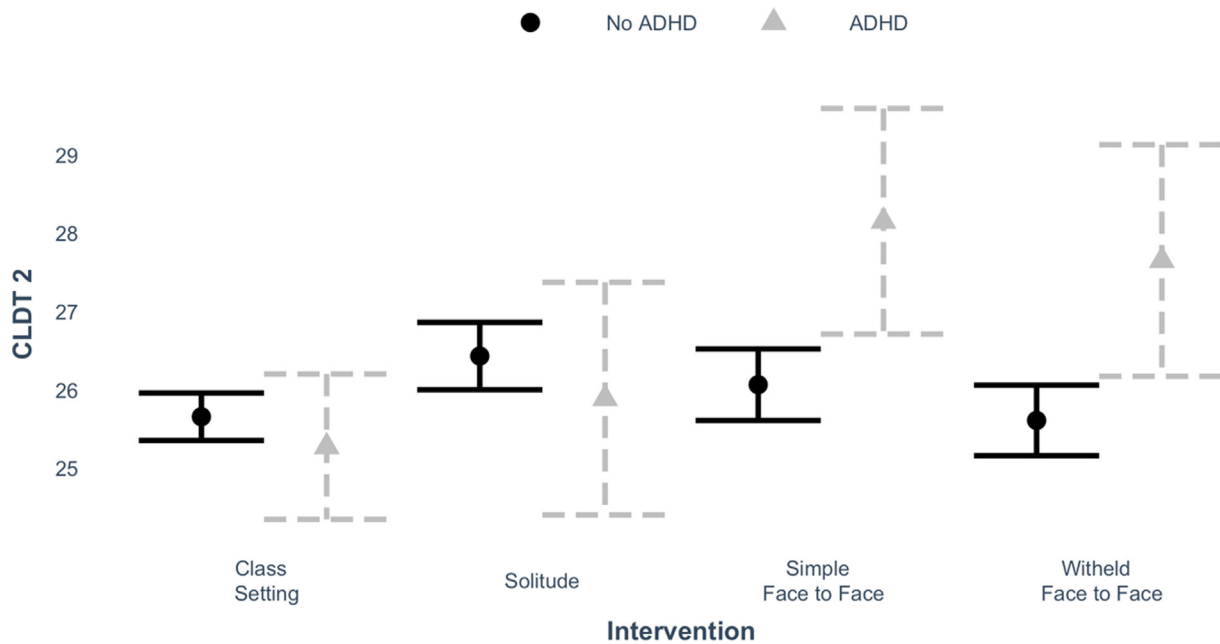 No ADHD ADHD
CLDT 2
29
28
27
26
25
Class
Setting
Solitude
Simple
Face to Face
Witheld
Face to Face
Intervention